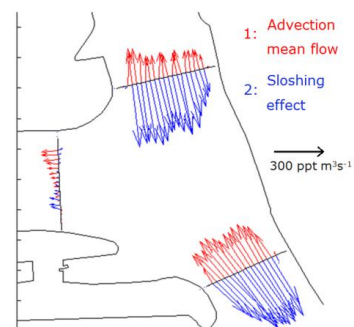 1: Advection
mean flow
2: Sloshing
effect
300 ppt m³s⁻¹